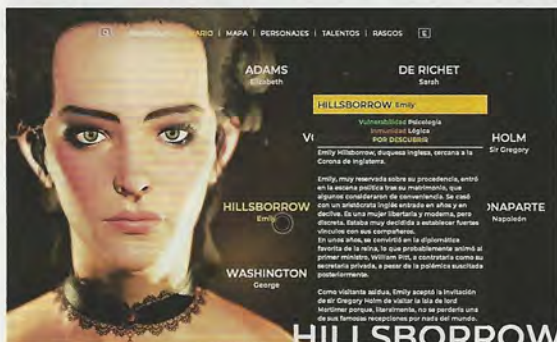 MAPA | PERSONAJES | TALENTOS | RASGOS E
ADAMS
Elizabeth
DE RICHET
Sarah
HILLSBORROW Emily
Vulnerabilidad Psicología
Inmunidad Lógica
POR DESCUBRIR
HOLM
Sir Gregory
Emily Hillsborrow, duquesa inglesa, cercana a la
Corona de Inglaterra.
Emily, muy reservada sobre su procedencia, entró
en la escena política tras su matrimonio, que
algunos consideraron de conveniencia. Se casó
con un aristócrata inglés entrado en años y en
declive. Es una mujer libertaria y moderna, pero
discreta. Estaba muy decidida a establecer fuertes
vínculos con sus compañeros.
En unos años, se convirtió en la diplomática
favorita de la reina, lo que probablemente animó al
primer ministro, William Pitt, a contratarla como su
secretaria privada, a pesar de la polémica suscitada
posteriormente.
HILLSBORROW
Emily
ONAPARTE
Napoleón
WASHINGTON
George
Como visitante asidua, Emily aceptó la invitación
de sir Gregory Holm de visitar la isla de lord
Mortimer porque, literalmente, no se perdería una
de sus famosas recepciones por nada del mundo.
HILLSBORROW